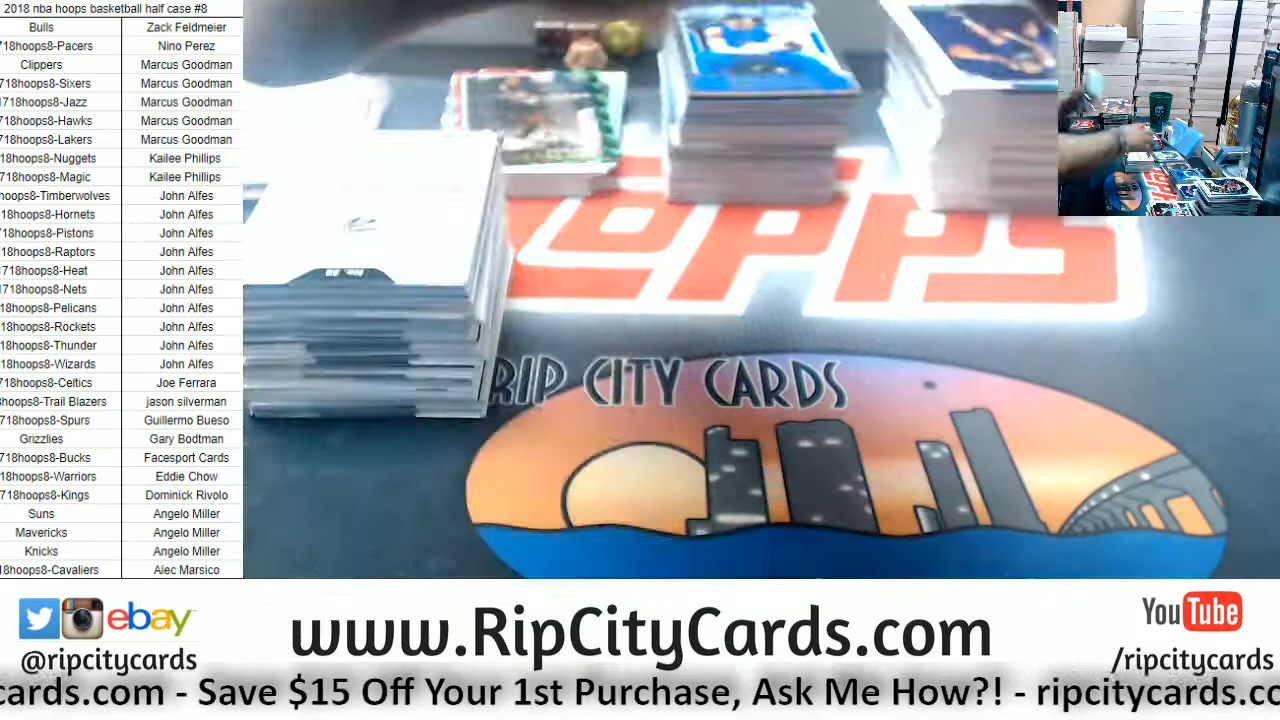 2018 nba hoops basketball half case #8
Bulls Zack Feldmeier
718hoops8-Pacers Nino Perez
Clippers Marcus Goodman
18hoops8-Sixers Marcus Goodman
1718hoops8-Jazz Marcus Goodman
718hoops8-Hawks Marcus Goodman
718hoops8-Lakers Marcus Goodman
18hoops8-Nuggets Kailee Phillips
718hoops8-Magic Kailee Phillips
hoops8-Timberwolves John Alfes
18hoops8-Hornets John Alfes
718hoops8-Pistons John Alfes
18hoops8-Raptors John Alfes
1718hoops8-Heat John Alfes
1718hoops8-Nets John Alfes
18hoops8-Pelicans John Alfes
18hoops8-Rockets John Alfes
18hoops8-Thunder John Alfes
18hoops8-Wizards John Alfes
718hoops8-Celtics Joe Ferrara
hoops8-Trail Blazers jason silverman
718hoops8-Spurs Guillermo Bueso
Grizzlies Gary Bodtman
718hoops8-Bucks Facesport Cards
18hoops8-Warriors Eddie Chow
718hoops8-Kings Dominick Rivolo
Suns Angelo Miller
Mavericks Angelo Miller
Knicks Angelo Miller
18hoops8-Cavaliers Alec Marsico
TOPPS
RIP CITY CARDS
ebay
@ripcitycards
www.RipCityCards.com
YouTube
/ripcitycards
cards.com - Save $15 Off Your 1st Purchase, Ask Me How?! - ripcitycards.co